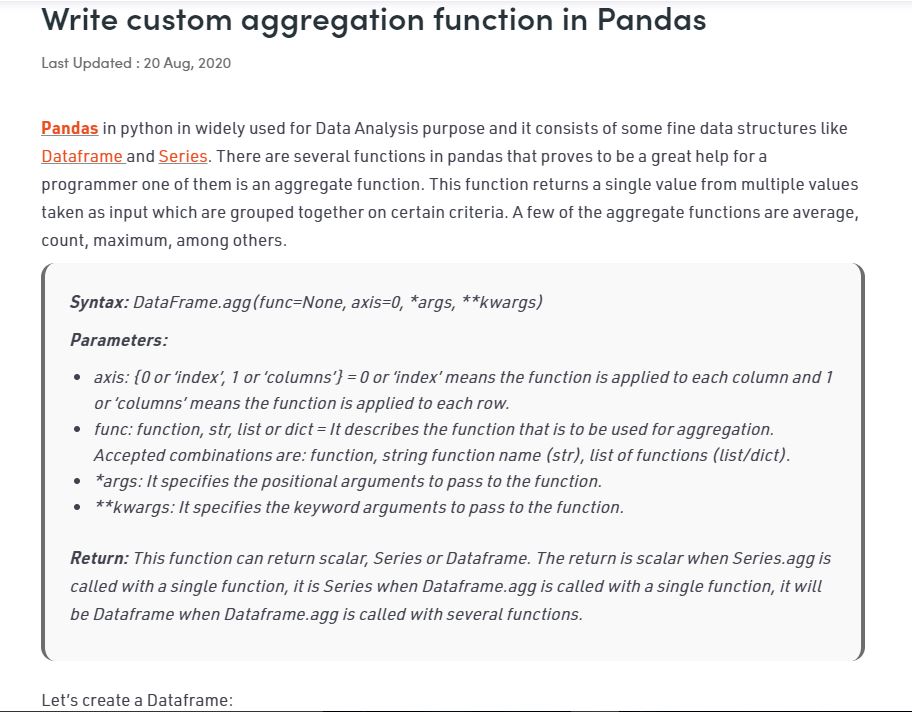 Write custom aggregation function in Pandas
Last Updated : 20 Aug, 2020
Pandas in python in widely used for Data Analysis purpose and it consists of some fine data structures like
Dataframe and Series. There are several functions in pandas that proves to be a great help for a
programmer one of them is an aggregate function. This function returns a single value from multiple values
taken as input which are grouped together on certain criteria. A few of the aggregate functions are average,
count, maximum, among others.
Syntax: DataFrame.agg(func=None, axis=0, *args, **kwargs)
Parameters:
• axis: {0 or ‘index’, 1 or ‘columns’} = 0 or ‘index’ means the function is applied to each column and 1
or ‘columns’ means the function is applied to each row.
• func: function, str, list or dict = It describes the function that is to be used for aggregation.
Accepted combinations are: function, string function name (str), list of functions (list/dict).
• *args: It specifies the positional arguments to pass to the function.
• **kwargs: It specifies the keyword arguments to pass to the function.
Return: This function can return scalar, Series or Dataframe. The return is scalar when Series.agg is
called with a single function, it is Series when Dataframe.agg is called with a single function, it will
be Dataframe when Dataframe.agg is called with several functions.
Let’s create a Dataframe: